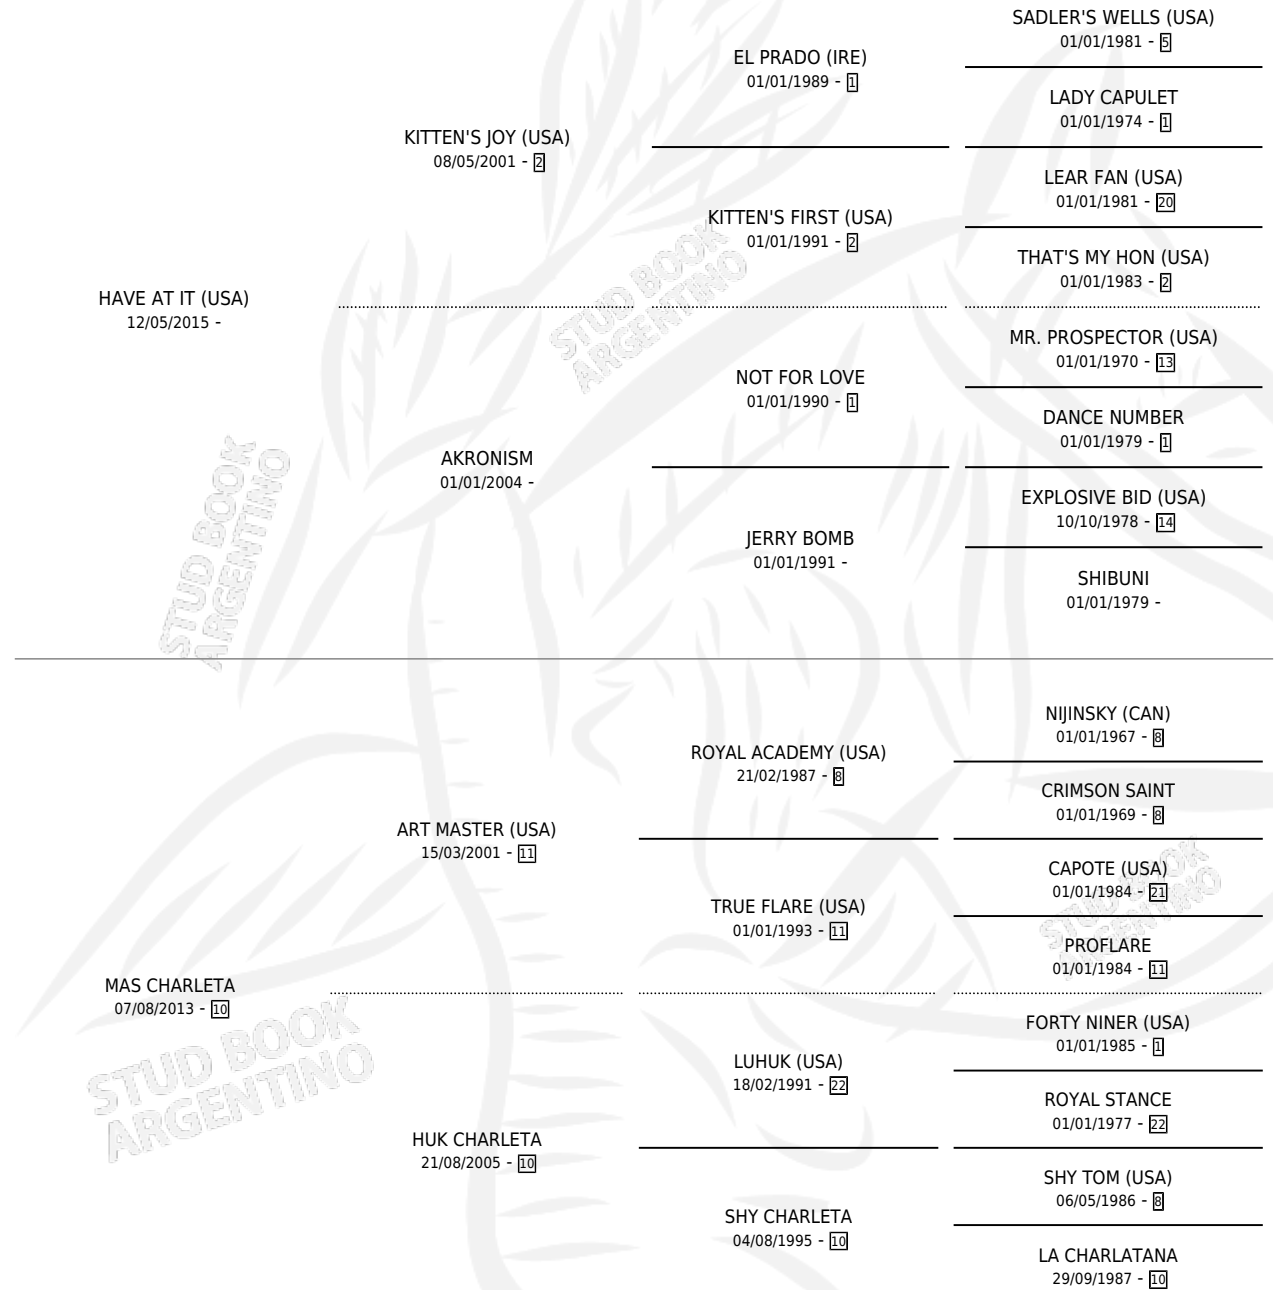 SADLER'S WELLS (USA)
01/01/1981 - 5
EL PRADO (IRE)
01/01/1989 - 1
LADY CAPULET
01/01/1974 - 1
KITTEN'S JOY (USA)
08/05/2001 - 2
LEAR FAN (USA)
01/01/1981 - 20
KITTEN'S FIRST (USA)
01/01/1991 - 2
THAT'S MY HON (USA)
01/01/1983 - 2
HAVE AT IT (USA)
12/05/2015 -
STUD BOOK
ARGENTINO
MR. PROSPECTOR (USA)
01/01/1970 - 13
NOT FOR LOVE
01/01/1990 - 1
DANCE NUMBER
01/01/1979 - 1
AKRONISM
01/01/2004 -
EXPLOSIVE BID (USA)
10/10/1978 - 14
JERRY BOMB
01/01/1991 -
SHIBUNI
01/01/1979 -
STUD BOOK
ARGENTINO
NIJINSKY (CAN)
01/01/1967 - 8
ROYAL ACADEMY (USA)
21/02/1987 - 8
CRIMSON SAINT
01/01/1969 - 8
ART MASTER (USA)
15/03/2001 - 11
CAPOTE (USA)
01/01/1984 - 21
TRUE FLARE (USA)
01/01/1993 - 11
STUD BOOK
ARGENTINO
PROFLARE
01/01/1984 - 11
MAS CHARLETA
07/08/2013 - 10
FORTY NINER (USA)
01/01/1985 - 1
LUHUK (USA)
18/02/1991 - 22
ROYAL STANCE
01/01/1977 - 22
STUD BOOK
ARGENTINO
HUK CHARLETA
21/08/2005 - 10
SHY TOM (USA)
06/05/1986 - 8
SHY CHARLETA
04/08/1995 - 10
LA CHARLATANA
29/09/1987 - 10